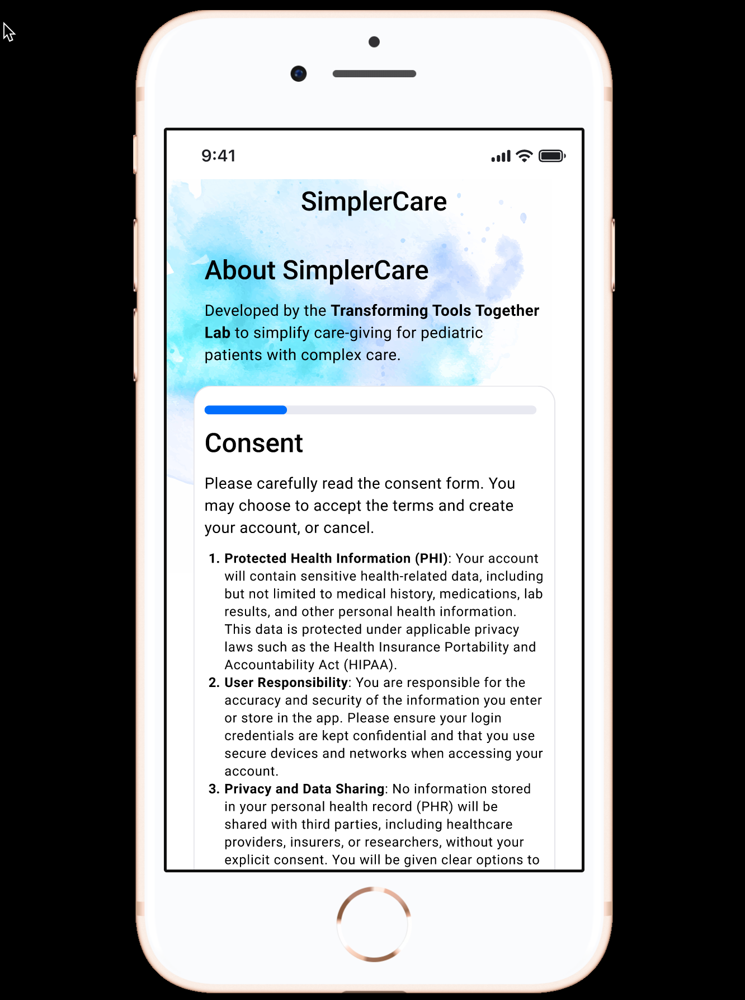 9:41
SimplerCare
About SimplerCare
Developed by the Transforming Tools Together
Lab to simplify care-giving for pediatric
patients with complex care.
Consent
Please carefully read the consent form. You
may choose to accept the terms and create
your account, or cancel.
1. Protected Health Information (PHI): Your account
will contain sensitive health-related data, including
but not limited to medical history, medications, lab
results, and other personal health information.
This data is protected under applicable privacy
laws such as the Health Insurance Portability and
Accountability Act (HIPAA).
2. User Responsibility: You are responsible for the
accuracy and security of the information you enter
or store in the app. Please ensure your login
credentials are kept confidential and that you use
secure devices and networks when accessing your
account.
3. Privacy and Data Sharing: No information stored
in your personal health record (PHR) will be
shared with third parties, including healthcare
providers, insurers, or researchers, without your
explicit consent. You will be given clear options to